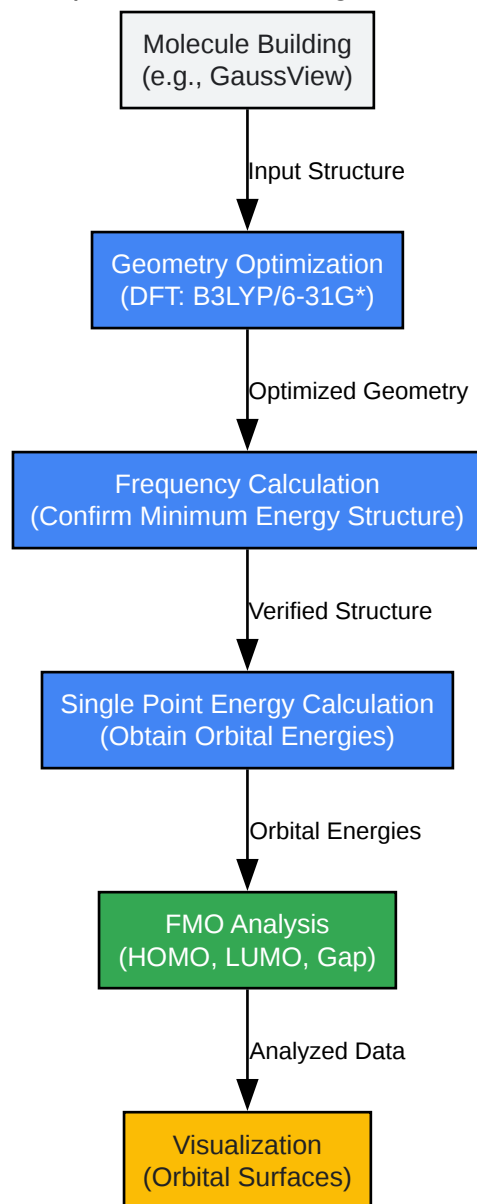 Molecule Building
(e.g., GaussView)
Input Structure
Geometry Optimization
(DFT: B3LYP/6-31G*)
Optimized Geometry
Frequency Calculation
(Confirm Minimum Energy Structure)
Verified Structure
Single Point Energy Calculation
(Obtain Orbital Energies)
Orbital Energies
FMO Analysis
(HOMO, LUMO, Gap)
Analyzed Data
Visualization
(Orbital Surfaces)